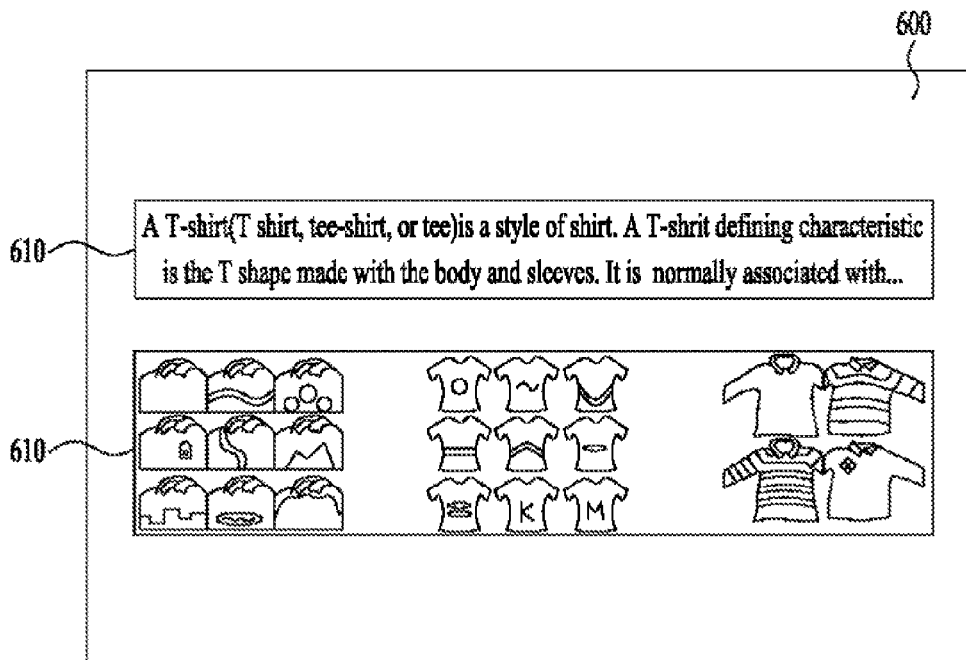 600
610
A T-shirt(T shirt, tee-shirt, or tee)is a style of shirt. A T-shrit defining characteristic
is the T shape made with the body and sleeves. It is normally associated with...
610
K
M